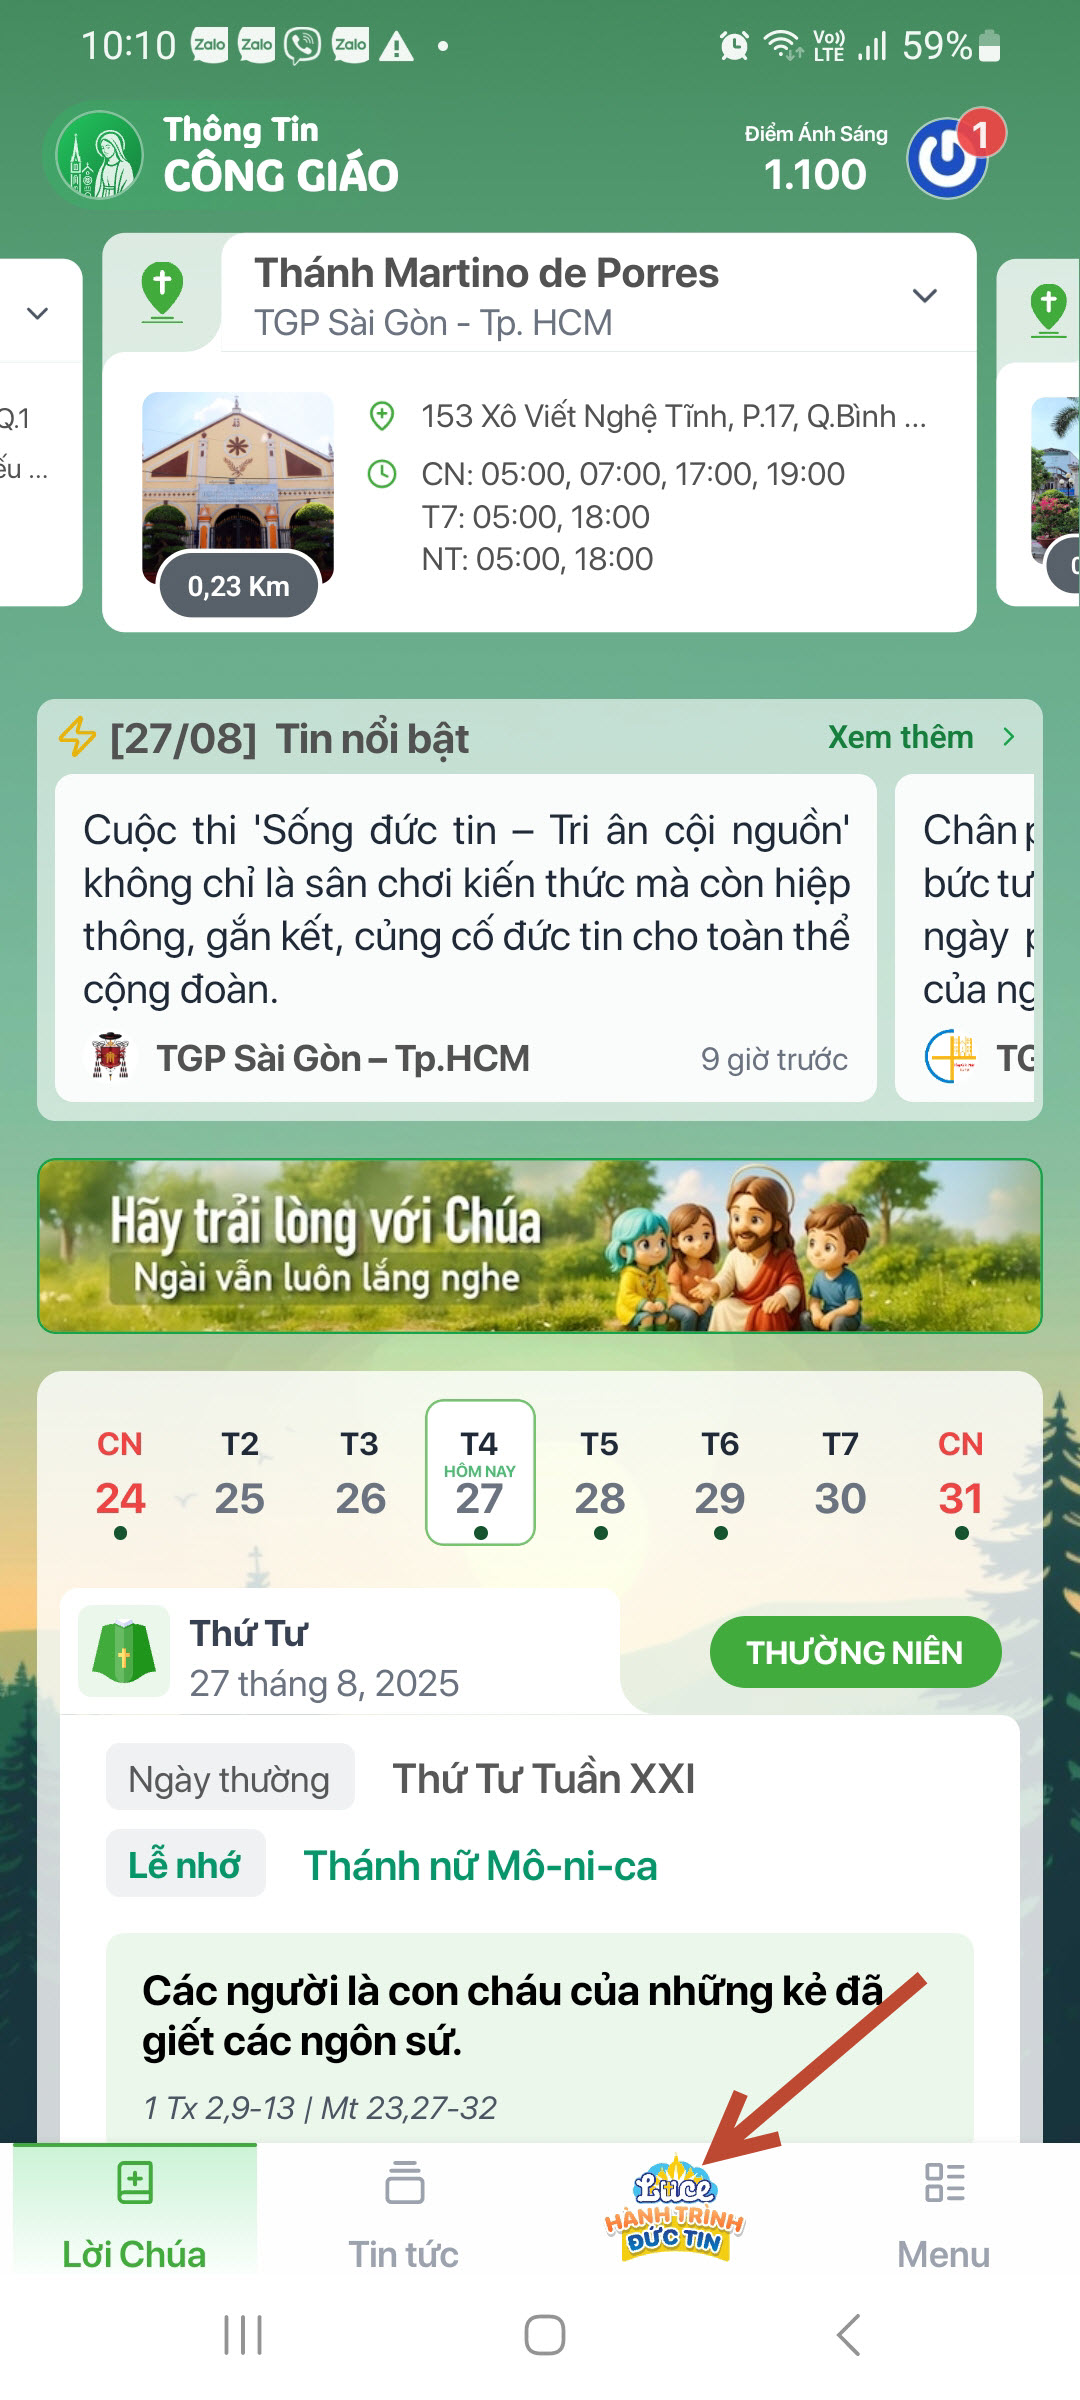 10:10 Zalo Zalo Zalo Vo)) LTE 59%
Thông Tin
CÔNG GIÁO
Điểm Ánh Sáng
1.100
1
Thánh Martino de Porres
TGP Sài Gòn - Tp. HCM
Q.1
153 Xô Viết Nghệ Tĩnh, P.17, Q.Bình ...
CN: 05:00, 07:00, 17:00, 19:00
T7: 05:00, 18:00
NT: 05:00, 18:00
0,23 Km
[27/08] Tin nổi bật
Xem thêm
Cuộc thi 'Sống đức tin – Tri ân cội nguồn'
không chỉ là sân chơi kiến thức mà còn hiệp
thông, gắn kết, củng cố đức tin cho toàn thể
cộng đoàn.
TGP Sài Gòn – Tp.HCM
9 giờ trước
Chân
bức
ngày
của
Hãy trải lòng với Chúa
Ngài vẫn luôn lắng nghe
CN T2 T3 T4 T5 T6 T7 CN
HÔM NAY
24 25 26 27 28 29 30 31
Thứ Tư
27 tháng 8, 2025
THƯỜNG NIÊN
Ngày thường Thứ Tư Tuần XXI
Lễ nhớ Thánh nữ Mô-ni-ca
Các người là con cháu của những kẻ đã
giết các ngôn sứ.
1 Tx 2,9-13 | Mt 23,27-32
Luce
HÀNH TRÌNH
ĐỨC TIN
Lời Chúa Tin tức Menu